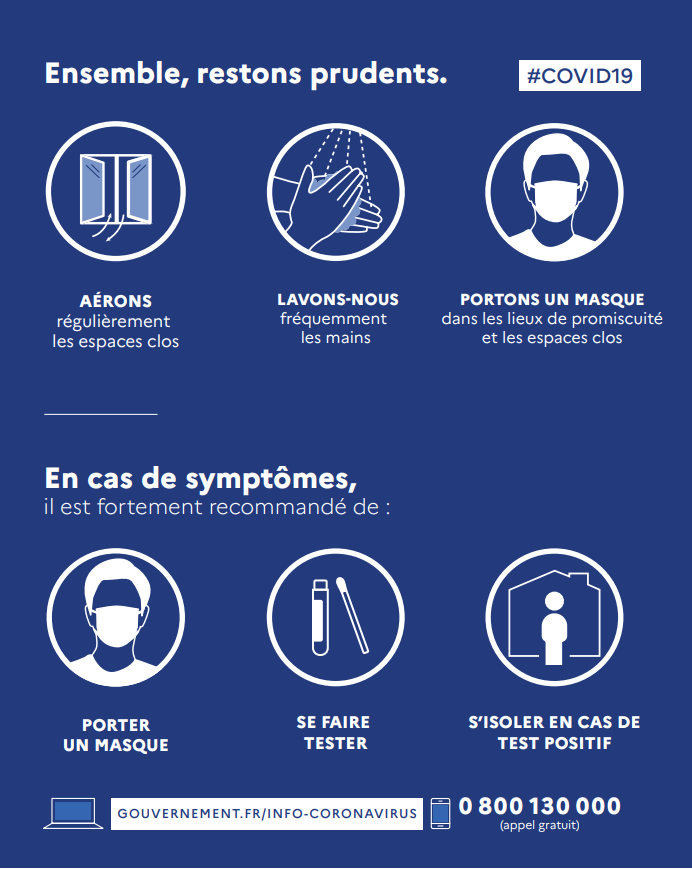 Ensemble, restons prudents.
#COVID19
AÉRONS
régulièrement
les espaces clos
LAVONS-NOUS
fréquemment
les mains
PORTONS UN MASQUE
dans les lieux de promiscuité
et les espaces clos
En cas de symptômes,
il est fortement recommandé de :
PORTER
UN MASQUE
SE FAIRE
TESTER
S'ISOLER EN CAS DE
TEST POSITIF
GOUVERNEMENT.FR/INFO-CORONAVIRUS
0 800 130 000
(appel gratuit)